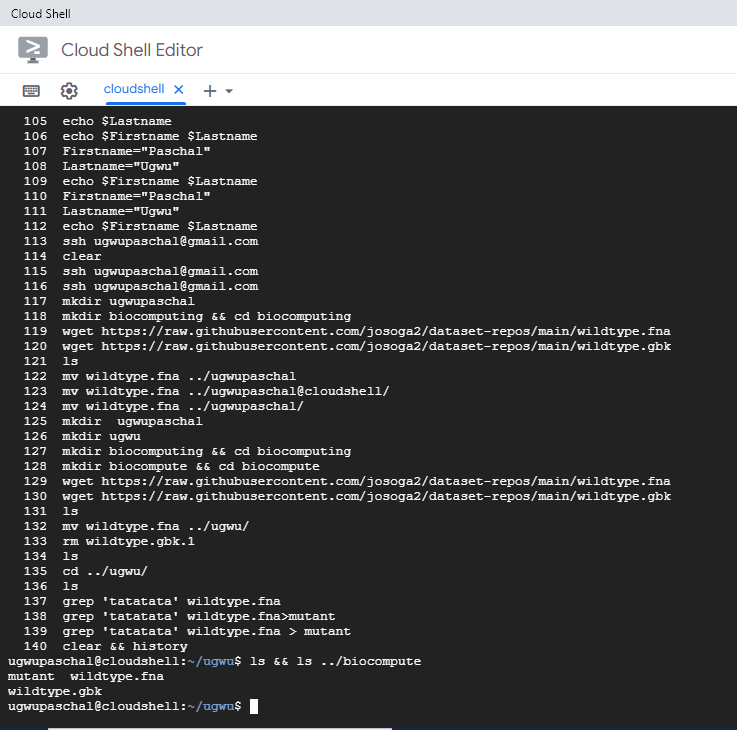 Cloud Shell
Cloud Shell Editor
cloudshell
105 echo $Lastname
106 echo $Firstname $Lastname
107 Firstname="Paschal"
108 Lastname="Ugwu"
109 echo $Firstname $Lastname
110 Firstname="Paschal"
111 Lastname="Ugwu"
112 echo $Firstname $Lastname
113 ssh ugwupaschal@gmail.com
114 clear
115 ssh ugwupaschal@gmail.com
116 ssh ugwupaschal@gmail.com
117 mkdir ugwupaschal
118 mkdir biocomputing && cd biocomputing
119 wget https://raw.githubusercontent.com/josoga2/dataset-repos/main/wildtype.fna
120 wget https://raw.githubusercontent.com/josoga2/dataset-repos/main/wildtype.gbk
121 ls
122 mv wildtype.fna ../ugwupaschal
123 mv wildtype.fna ../ugwupaschal@cloudshell/
124 mv wildtype.fna ../ugwupaschal/
125 mkdir  ugwupaschal
126 mkdir ugwu
127 mkdir biocomputing && cd biocomputing
128 mkdir biocompute && cd biocompute
129 wget https://raw.githubusercontent.com/josoga2/dataset-repos/main/wildtype.fna
130 wget https://raw.githubusercontent.com/josoga2/dataset-repos/main/wildtype.gbk
131 ls
132 mv wildtype.fna ../ugwu/
133 rm wildtype.gbk.1
134 ls
135 cd ../ugwu/
136 ls
137 grep 'tatatata' wildtype.fna
138 grep 'tatatata' wildtype.fna>mutant
139 grep 'tatatata' wildtype.fna > mutant
140 clear && history
ugwupaschal@cloudshell:~/ugwu$ ls && ls ../biocompute
mutant  wildtype.fna
wildtype.gbk
ugwupaschal@cloudshell:~/ugwu$